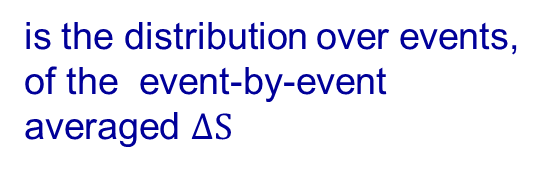 is the distribution over events,
of the  event-by-event
averaged ΔS